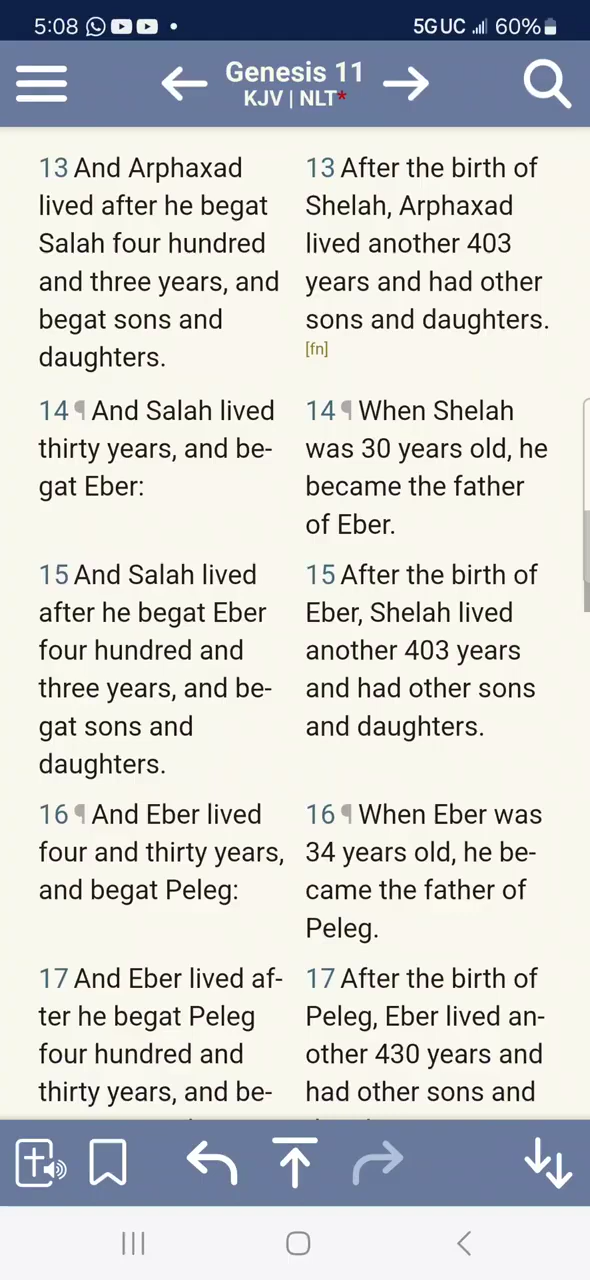 5:08
5GUC 60%
Genesis 11
KJV | NLT*
13 And Arphaxad
lived after he begat
Salah four hundred
and three years, and
begat sons and
daughters.
13 After the birth of
Shelah, Arphaxad
lived another 403
years and had other
sons and daughters.
[fn]
14 ¶ And Salah lived
thirty years, and be-
gat Eber:
14 ¶ When Shelah
was 30 years old, he
became the father
of Eber.
15 And Salah lived
after he begat Eber
four hundred and
three years, and be-
gat sons and
daughters.
15 After the birth of
Eber, Shelah lived
another 403 years
and had other sons
and daughters.
16 ¶ And Eber lived
four and thirty years,
and begat Peleg:
16 ¶ When Eber was
34 years old, he be-
came the father of
Peleg.
17 And Eber lived af-
ter he begat Peleg
four hundred and
thirty years, and be-
17 After the birth of
Peleg, Eber lived an-
other 430 years and
had other sons and